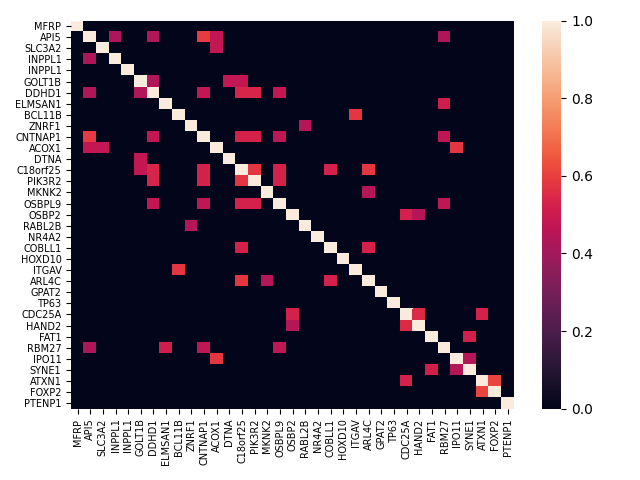 MFRP
API5
SLC3A2
INPPL1
INPPL1
GOLT1B
DDHD1
ELMSAN1
BCL11B
ZNRF1
CNTNAP1
ACOX1
DTNA
C18orf25
PIK3R2
MKNK2
OSBPL9
OSBP2
RABL2B
NR4A2
COBLL1
HOXD10
ITGAV
ARL4C
GPAT2
TP63
CDC25A
HAND2
FAT1
RBM27
IPO11
SYNE1
ATXN1
FOXP2
PTENP1
MFRP
API5
SLC3A2
INPPL1
INPPL1
GOLT1B
DDHD1
ELMSAN1
BCL11B
ZNRF1
CNTNAP1
ACOX1
DTNA
C18orf25
PIK3R2
MKNK2
OSBPL9
OSBP2
RABL2B
NR4A2
COBLL1
HOXD10
ITGAV
ARL4C
GPAT2
TP63
CDC25A
HAND2
FAT1
RBM27
IPO11
SYNE1
ATXN1
FOXP2
PTENP1
1.0
0.8
0.6
0.4
0.2
0.0